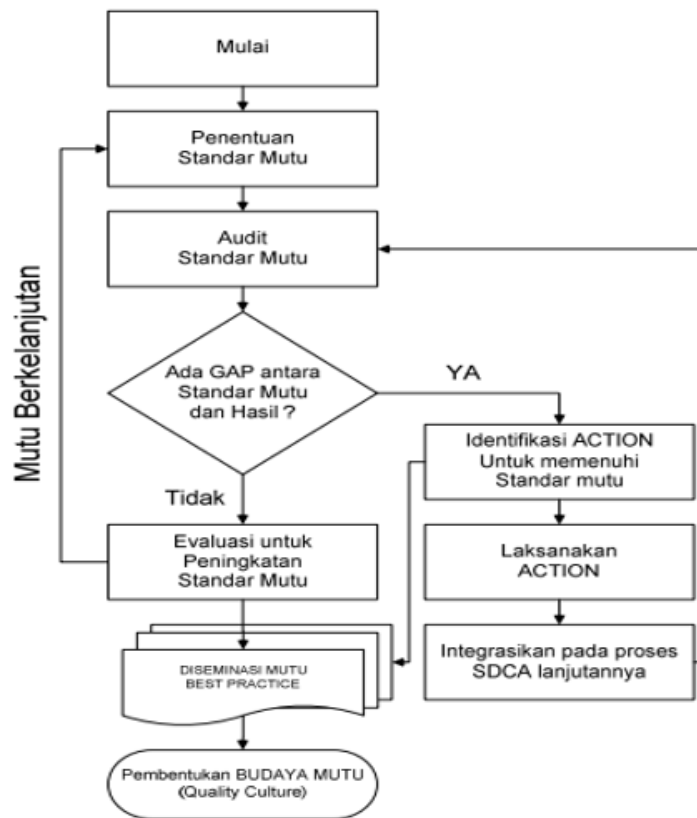 Mulai
Penentuan
Standar Mutu
Audit
Standar Mutu
Mutu Berkelanjutan
Ada GAP antara
Standar Mutu
dan Hasil ?
YA
Tidak
Identifikasi ACTION
Untuk memenuhi
Standar mutu
Laksanakan
ACTION
Integrasikan pada proses
SDCA lanjutannya
Evaluasi untuk
Peningkatan
Standar Mutu
DISEMINASI MUTU
BEST PRACTICE
Pembentukan BUDAYA MUTU
(Quality Culture)